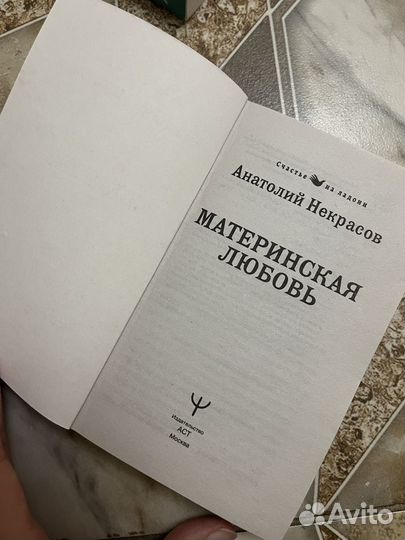 Счастье на ладони
Анатолий Некрасов
МАТЕРИНСКАЯ
ЛЮБОВЬ
Издательство
АСТ
Москва
Avito